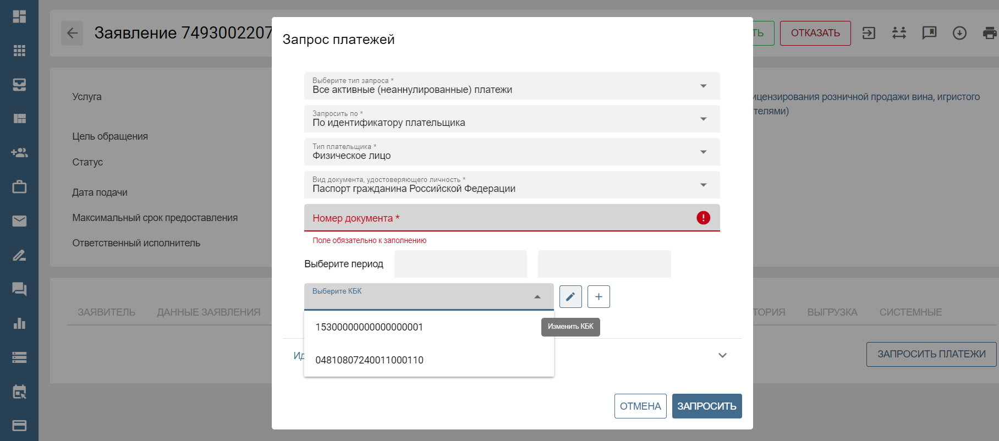 Заявление 7493002207
ОТКАЗАТЬ
Запрос платежей
Услуга
ицензирования розничной продажи вина, игристого
телями)
Цель обращения
Статус
Дата подачи
Максимальный срок предоставления
Ответственный исполнитель
Выберите тип запроса *
Все активные (неаннулированные) платежи
Запросить по *
По идентификатору плательщика
Тип плательщика *
Физическое лицо
Вид документа, удостоверяющего личность *
Паспорт гражданина Российской Федерации
Номер документа *
Поле обязательно к заполнению
Выберите период
Выберите КБК
15300000000000000001
04810807240011000110
Изменить КБК
Ид
ЗАЯВИТЕЛЬ ДАННЫЕ ЗАЯВЛЕНИЯ
ТОРИЯ ВЫГРУЗКА СИСТЕМНЫЕ
ЗАПРОСИТЬ ПЛАТЕЖИ
ОТМЕНА ЗАПРОСИТЬ